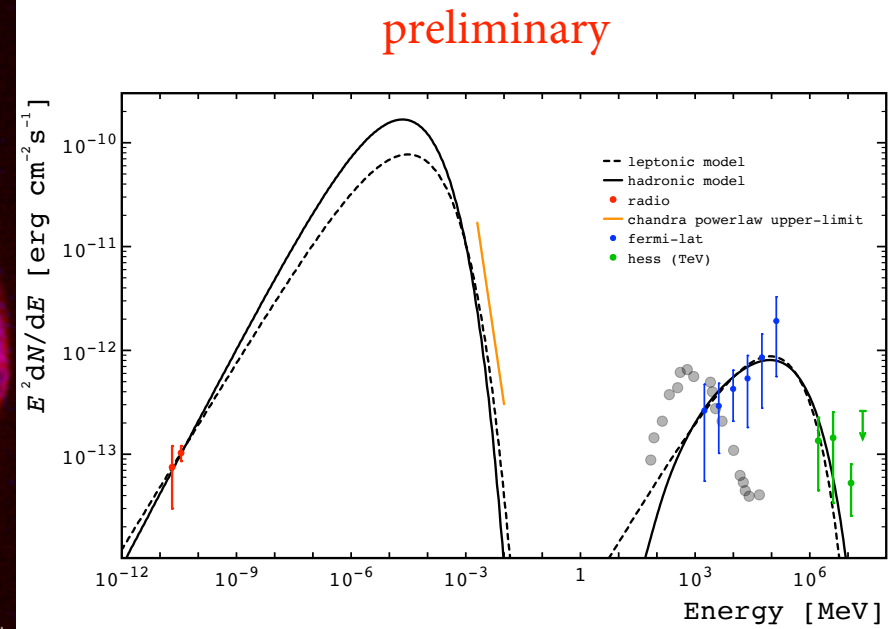 preliminary
E²dN/dE [erg cm⁻²s⁻¹]
10⁻¹⁰
10⁻¹¹
10⁻¹²
10⁻¹³
leptonic model
hadronic model
radio
chandra powerlaw upper-limit
fermi-lat
hess (TeV)
10⁻¹² 10⁻⁹ 10⁻⁶ 10⁻³ 1 10³ 10⁶
Energy [MeV]